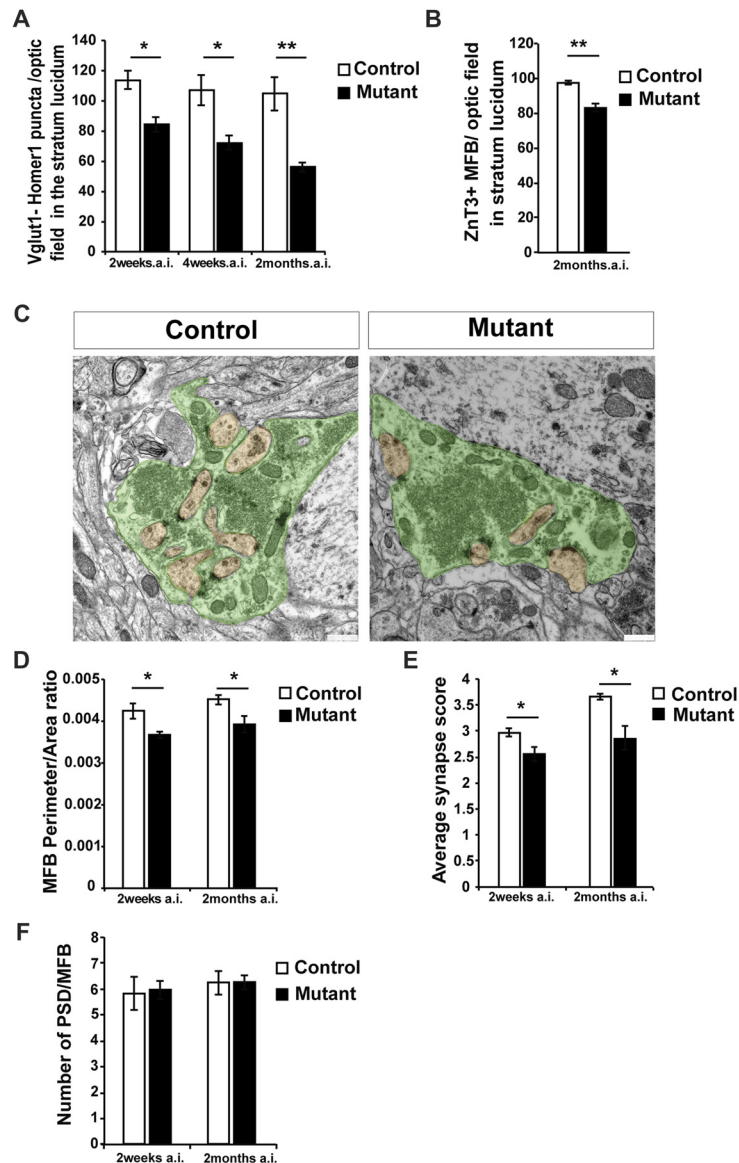 A
Vglut1- Homer1 puncta /optic
field in the stratum lucidum
140
120
100
80
60
40
20
0
*
*
**
Control
Mutant
2weeks.a.i.
4weeks.a.i.
2months.a.i.
B
ZnT3+ MFB/ optic field
in stratum lucidum
120
100
80
60
40
20
0
**
Control
Mutant
2months.a.i.
C
Control
Mutant
D
MFB Perimeter/Area ratio
0.005
0.004
0.003
0.002
0.001
0
*
*
Control
Mutant
2weeks a.i.
2months a.i.
E
Average synapse score
4
3.5
3
2.5
2
1.5
1
0.5
0
*
*
Control
Mutant
2weeks a.i.
2months a.i.
F
Number of PSD/MFB
8
7
6
5
4
3
2
1
0
Control
Mutant
2weeks a.i.
2months a.i.